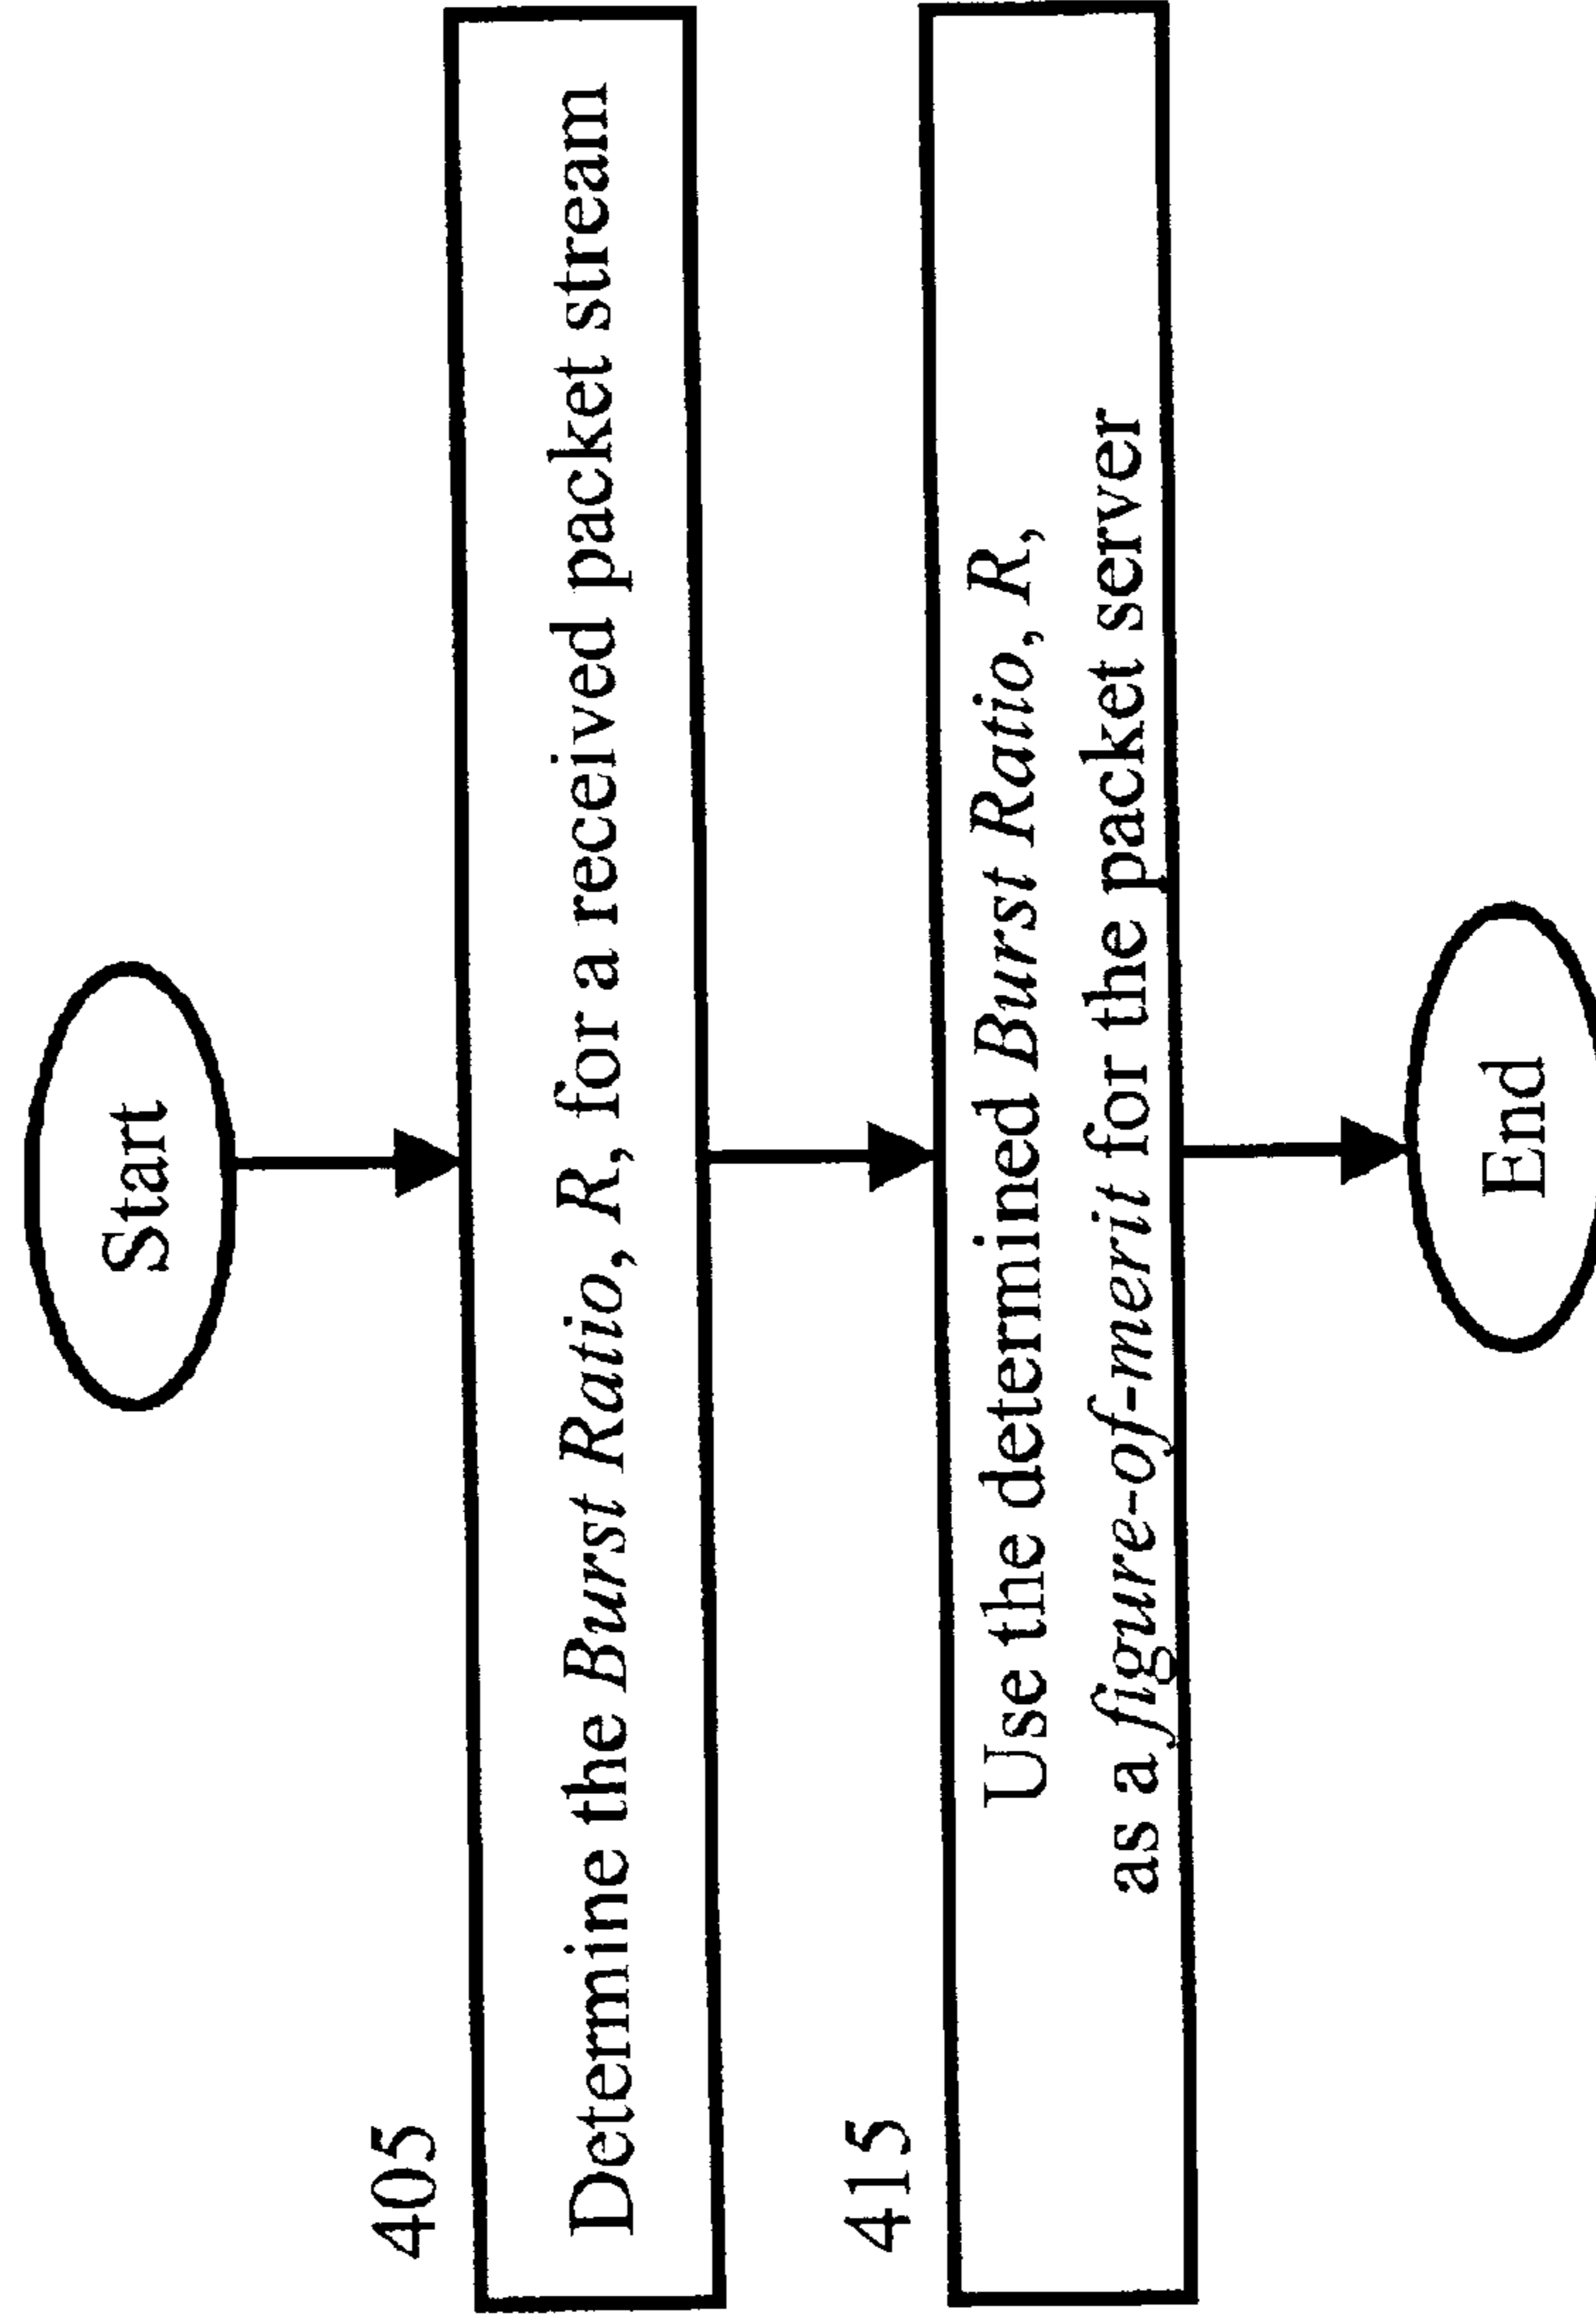 Start
405
Determine the Burst Ratio, R, for a received packet stream
415
Use the determined Burst Ratio, R,
as a figure-of-merit for the packet server
End